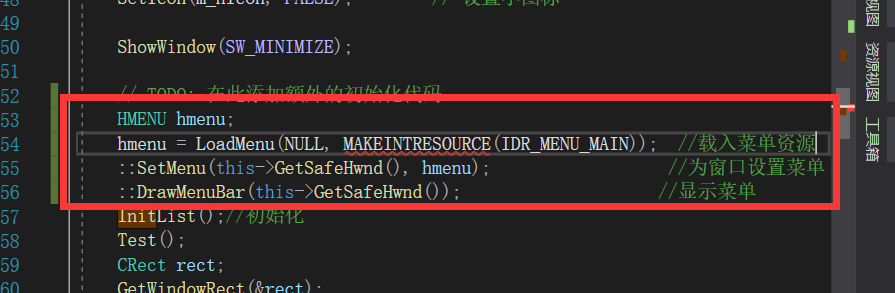 48 SetIcon(m_hIcon, FALSE); // 设置小图标
49
50 ShowWindow(SW_MINIMIZE);
51
52 // TODO: 在此添加额外的初始化代码
53 HMENU hmenu;
54 hmenu = LoadMenu(NULL, MAKEINTRESOURCE(IDR_MENU_MAIN)); //载入菜单资源
55 ::SetMenu(this->GetSafeHwnd(), hmenu); //为窗口设置菜单
56 ::DrawMenuBar(this->GetSafeHwnd()); //显示菜单
57 InitList();//初始化
58 Test();
59 CRect rect;
60 GetWindowRect(&rect);
视图
资源视图
工具箱